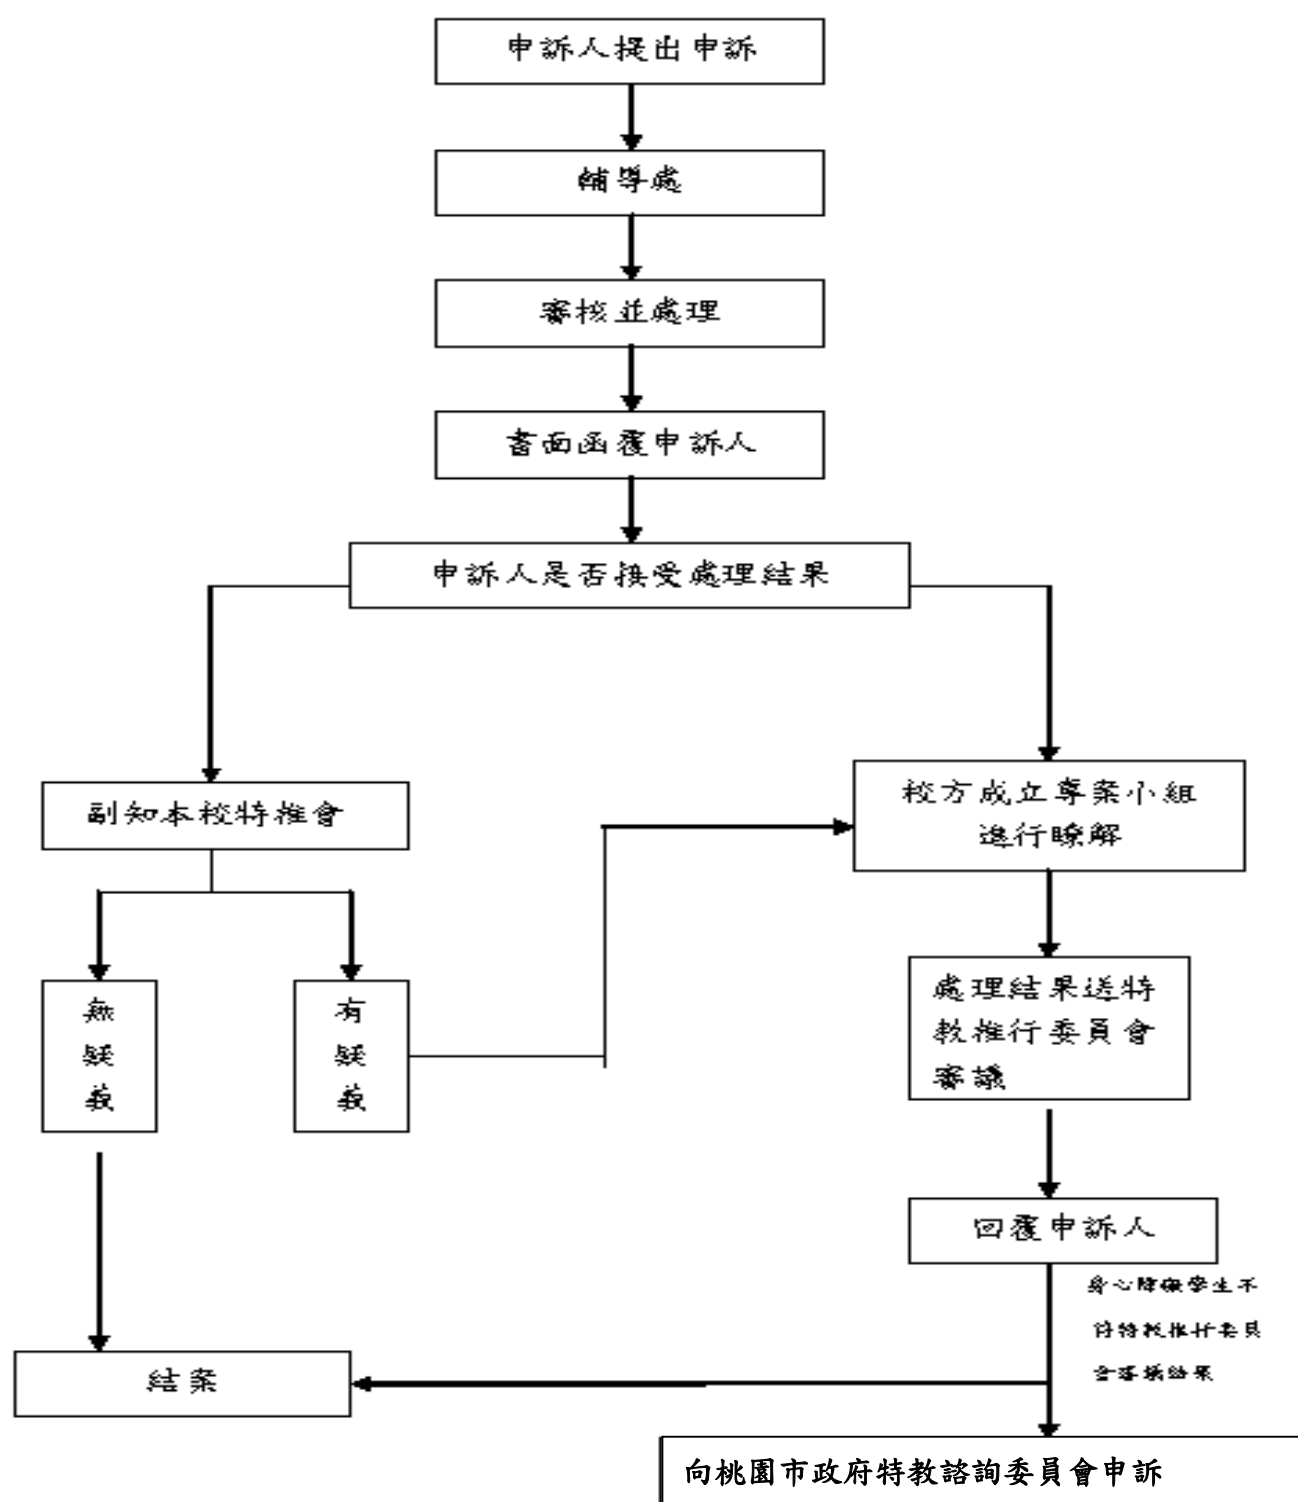 申訴人提出申訴
輔導處
審核並處理
書面函覆申訴人
申訴人是否接受處理結果
副知本校特推會
校方成立專案小組
進行瞭解
無疑義
有疑義
處理結果送特
教推行委員會
審議
回覆申訴人
身心障礙學生不
符特教推行委員
會審議結果
結案
向桃園市政府特教諮詢委員會申訴